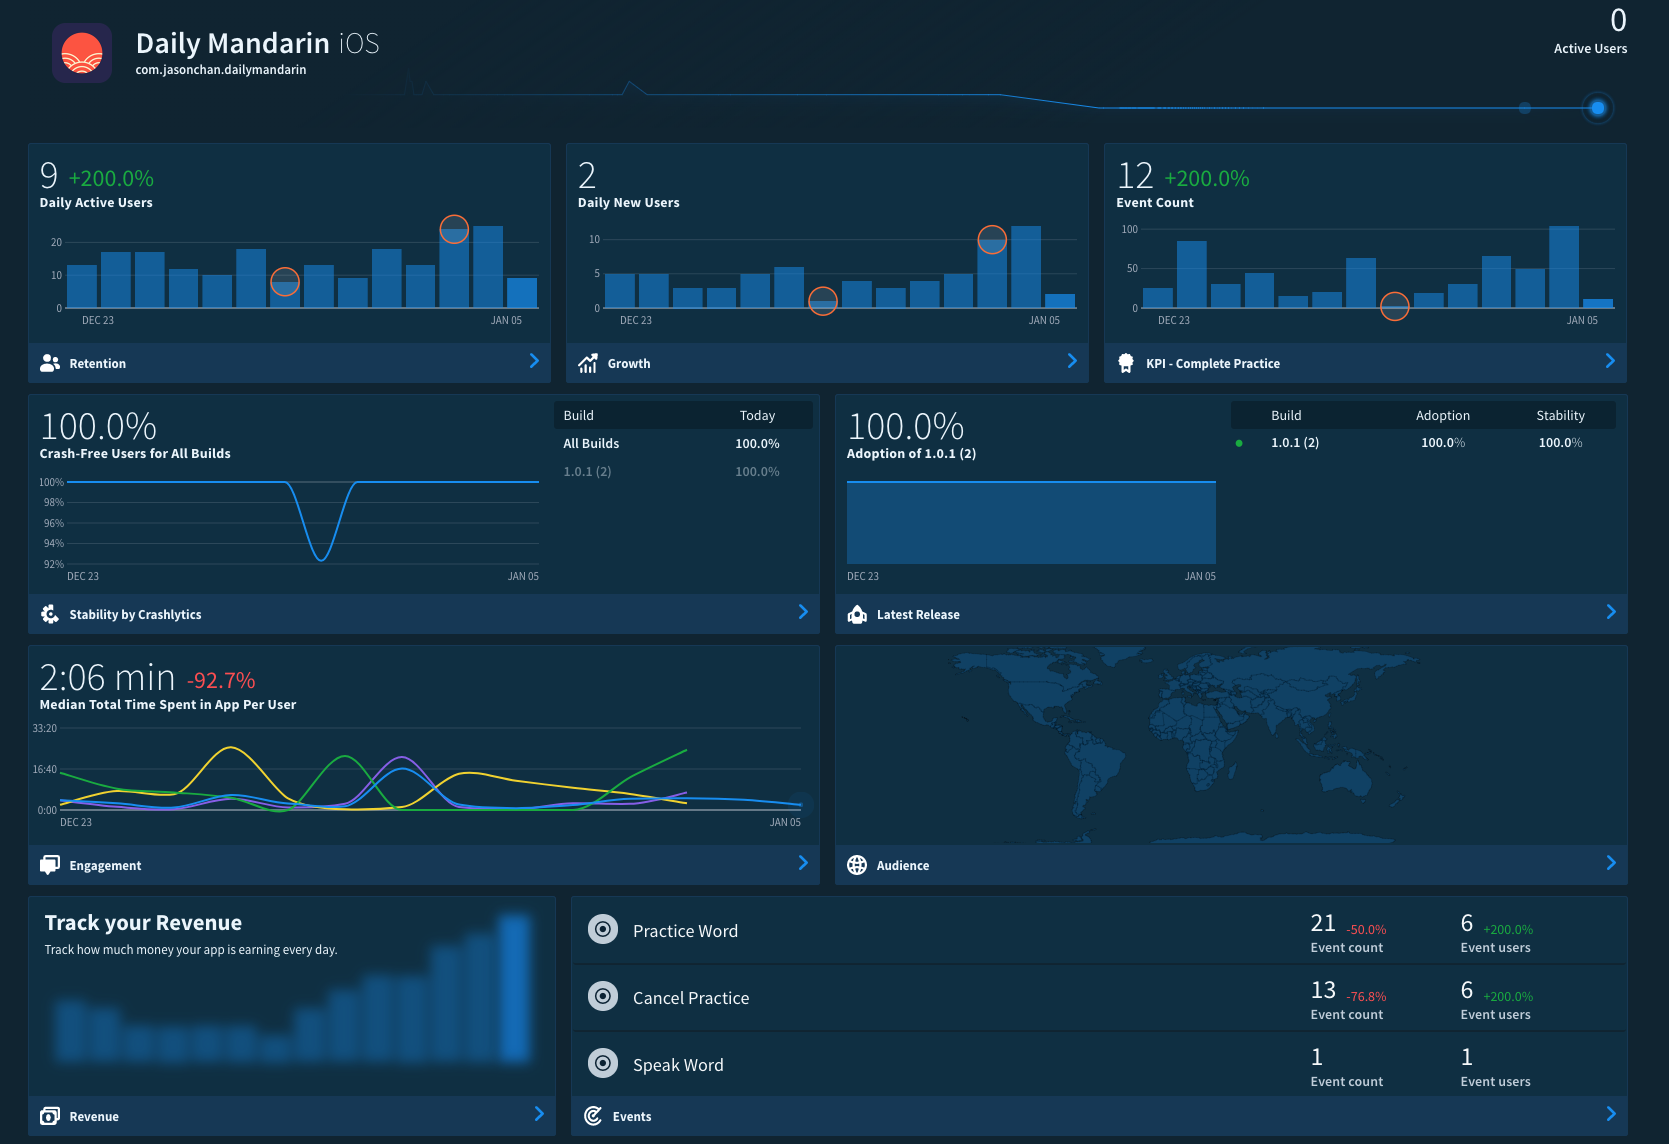 Daily Mandarin iOS
com.jasonchan.dailymandarin
0
Active Users
9 +200.0%
Daily Active Users
20
10
0
DEC 23 JAN 05
Retention
2
Daily New Users
10
5
0
DEC 23 JAN 05
Growth
12 +200.0%
Event Count
100
50
0
DEC 23 JAN 05
KPI - Complete Practice
100.0%
Crash-Free Users for All Builds
100%
98%
96%
94%
92%
DEC 23 JAN 05
Build Today
All Builds 100.0%
1.0.1 (2) 100.0%
Stability by Crashlytics
100.0%
Adoption of 1.0.1 (2)
DEC 23 JAN 05
Build Adoption Stability
1.0.1 (2) 100.0% 100.0%
Latest Release
2:06 min -92.7%
Median Total Time Spent in App Per User
33:20
16:40
0:00
DEC 23 JAN 05
Engagement
Audience
Track your Revenue
Track how much money your app is earning every day.
Revenue
Practice Word
21 -50.0%
Event count
6 +200.0%
Event users
Cancel Practice
13 -76.8%
Event count
6 +200.0%
Event users
Speak Word
1
Event count
1
Event users
Events